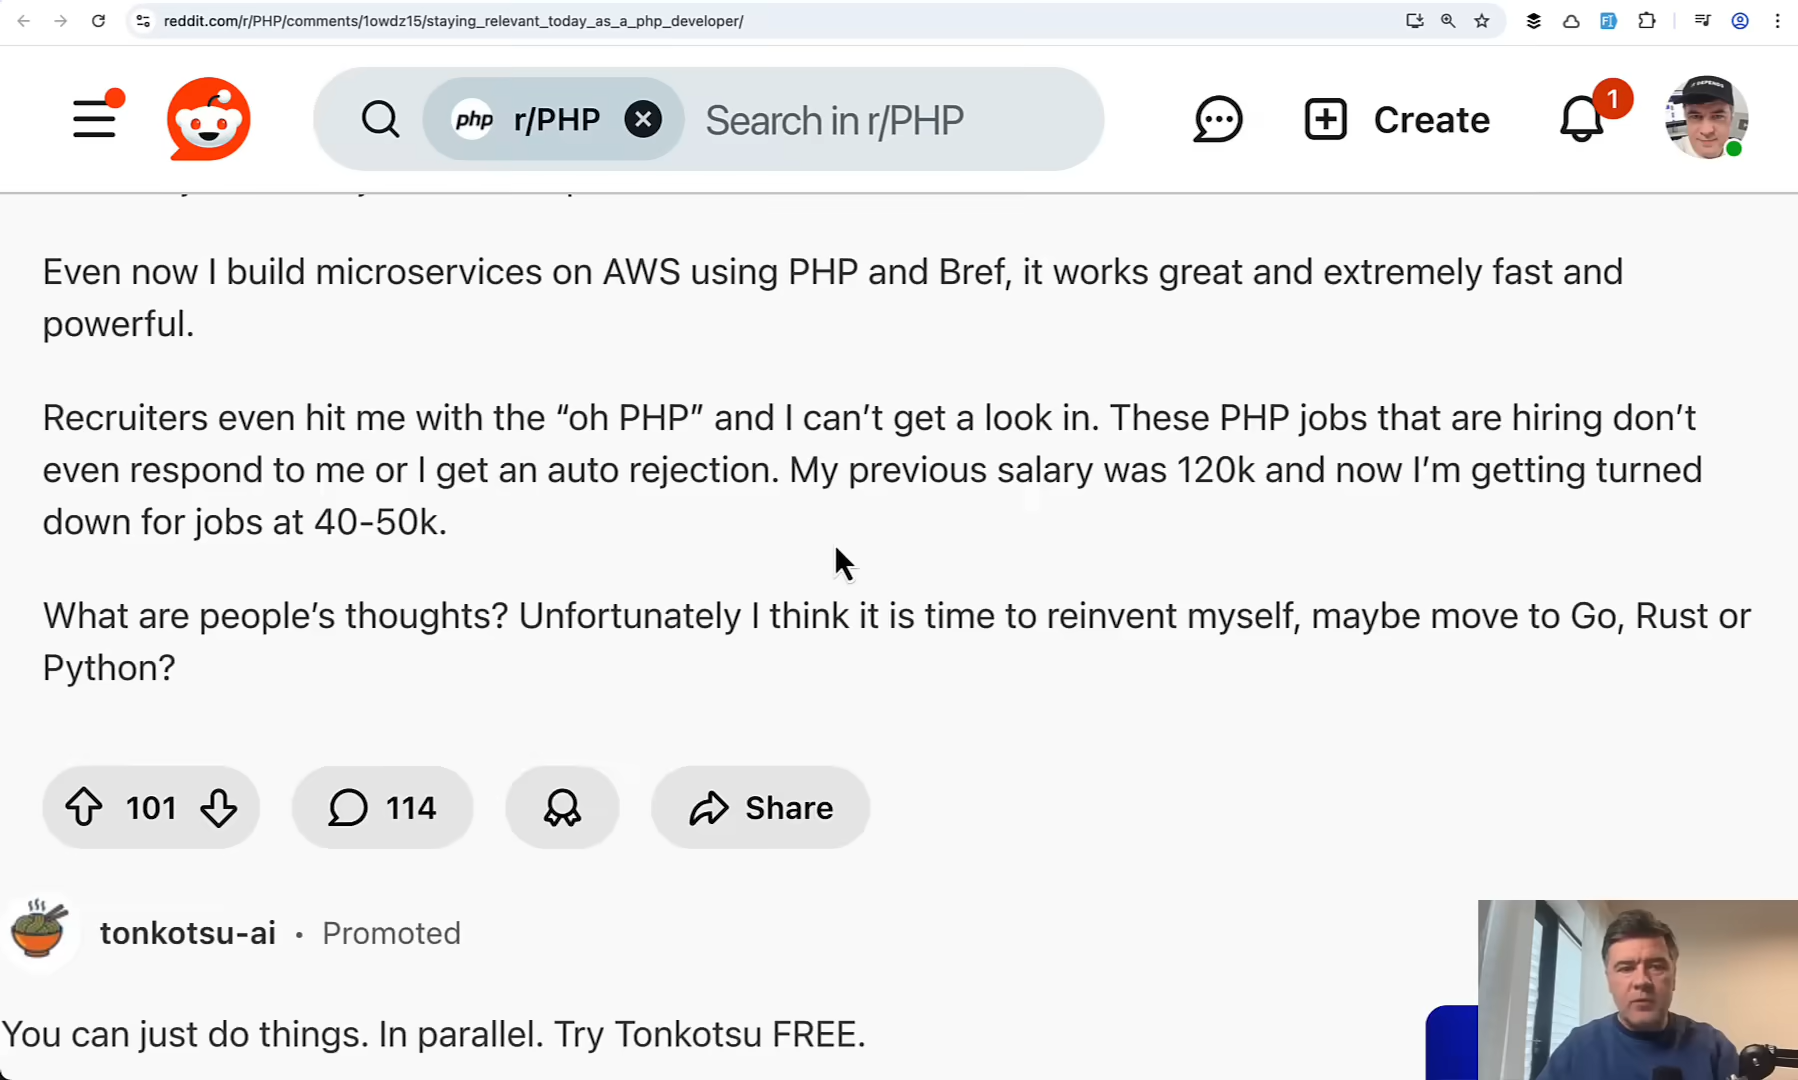 reddit.com/r/PHP/comments/1owdz15/staying_relevant_today_as_a_php_developer/
php r/PHP Search in r/PHP Create 1
Even now I build microservices on AWS using PHP and Bref, it works great and extremely fast and
powerful.
Recruiters even hit me with the “oh PHP” and I can’t get a look in. These PHP jobs that are hiring don’t
even respond to me or I get an auto rejection. My previous salary was 120k and now I’m getting turned
down for jobs at 40-50k.
What are people’s thoughts? Unfortunately I think it is time to reinvent myself, maybe move to Go, Rust or
Python?
101 114 Share
tonkotsu-ai • Promoted
You can just do things. In parallel. Try Tonkotsu FREE.